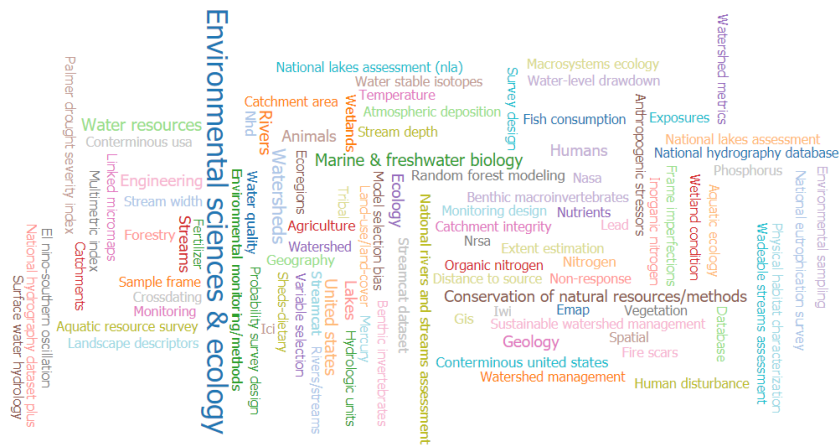 Environmental sciences & ecology
Watershed metrics
National lakes assessment (nla)
Macrosystems ecology
Water stable isotopes
Water-level drawdown
Survey design
Palmer drought severity index
Temperature
Catchment area
Wetlands
Anthropogenic stressors
Atmospheric deposition
Rivers
Nhd
Fish consumption
Exposures
Water resources
Stream depth
Animals
Conterminous usa
National lakes assessment
Humans
National hydrography database
Watersheds
Ecoregions
Marine & freshwater biology
Linked micromaps
Multimetric index
Phosphorus
Environmental sampling
Engineering
Environmental monitoring/methods
Water quality
Model selection bias
Ecology
Random forest modeling
Nasa
Inorganic nitrogen
Frame imperfections
Wetland condition
Aquatic ecology
National eutrophication survey
Stream width
Tribal
Land-use/land-cover
Benthic macroinvertebrates
National rivers and streams assessment
Monitoring design
Nutrients
Streams
Fertilizer
Agriculture
Catchment integrity
Lead
Forestry
El nino-southern oscillation
National hydrography dataset plus
Surface water hydrology
Catchments
Watershed
Streamcat dataset
Nrsa
Extent estimation
Wadeable streams assessment
Physical habitat characterization
Geography
Organic nitrogen
Nitrogen
Probability survey design
Sheds-dietary
Variable selection
Streamcat
Rivers/streams
United states
Lakes
Hydrologic units
Mercury
Benthic invertebrates
Sample frame
Distance to source
Non-response
Crossdating
Conservation of natural resources/methods
Monitoring
Iwi
Emap
Vegetation
Database
Aquatic resource survey
Ici
Gis
Sustainable watershed management
Landscape descriptors
Geology
Spatial
Fire scars
Conterminous united states
Watershed management
Human disturbance